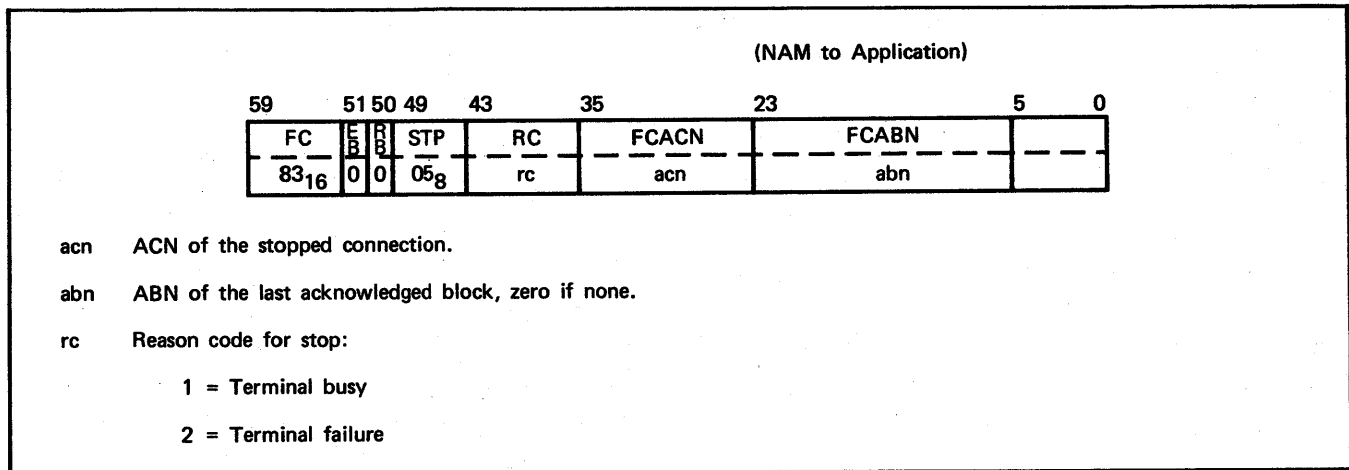 (NAM to Application)
59 51 50 49 43 35 23 5 0
FC EB RB STP RC FCACN FCABN
83₁₆ 0 0 05₈ rc acn abn
acn ACN of the stopped connection.
abn ABN of the last acknowledged block, zero if none.
rc Reason code for stop:
1 = Terminal busy
2 = Terminal failure